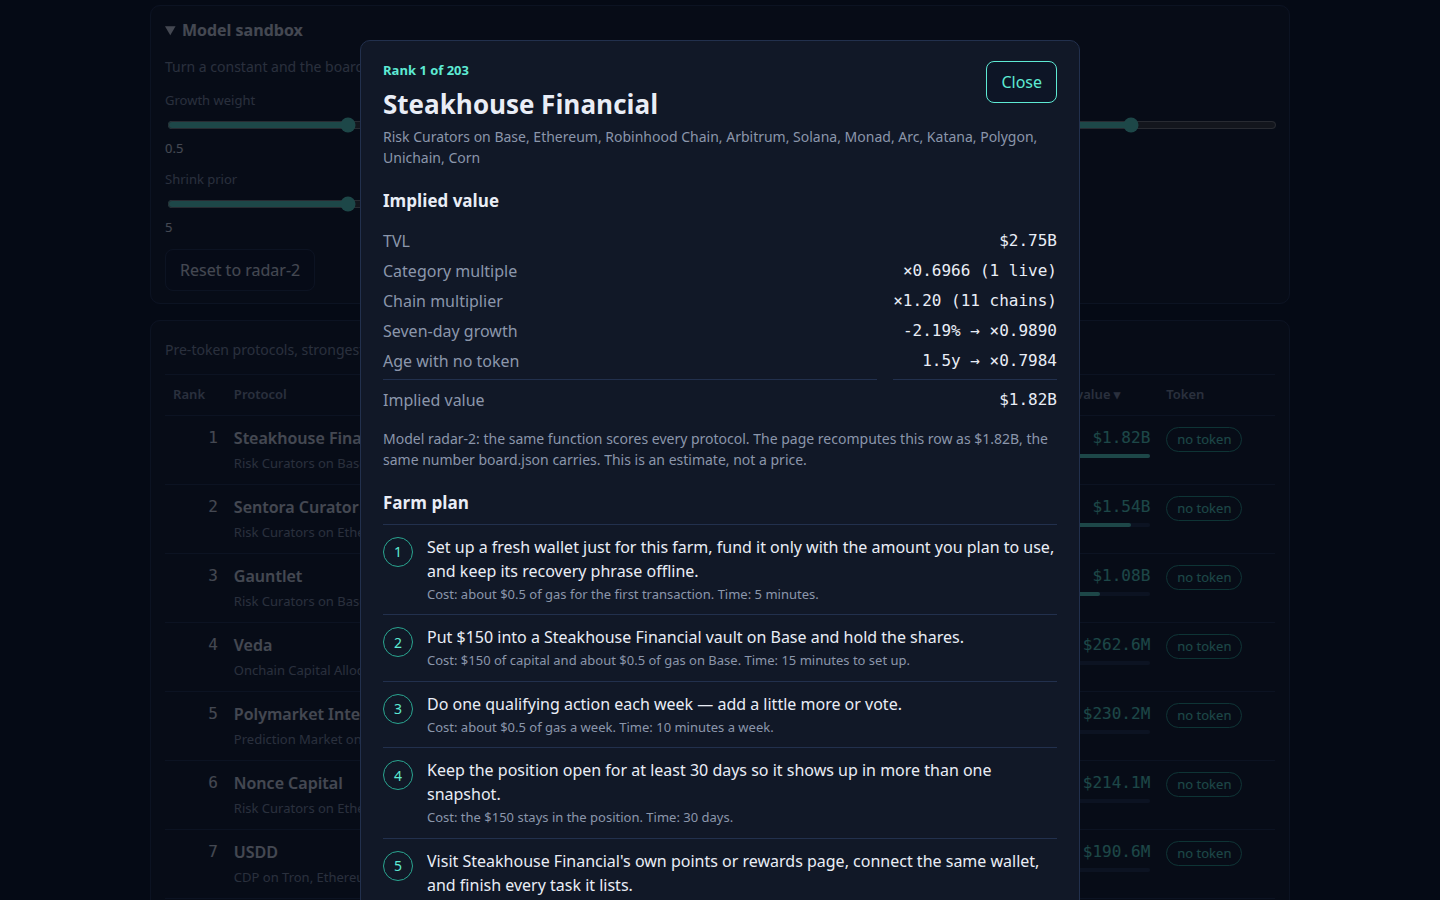 ▼ Model sandbox
Turn a constant and the board
Growth weight
0.5
Shrink prior
5
Reset to radar-2
Pre-token protocols, stronges
Rank Protocol value ▼ Token
1 Steakhouse Fina $1.82B no token
Risk Curators on Bas
2 Sentora Curator $1.54B no token
Risk Curators on Ethe
3 Gauntlet $1.08B no token
Risk Curators on Bas
4 Veda $262.6M no token
Onchain Capital Alloc
5 Polymarket Inte $230.2M no token
Prediction Market on
6 Nonce Capital $214.1M no token
Risk Curators on Ethe
7 USDD $190.6M no token
CDP on Tron, Ethereu
Rank 1 of 203
Close
Steakhouse Financial
Risk Curators on Base, Ethereum, Robinhood Chain, Arbitrum, Solana, Monad, Arc, Katana, Polygon,
Unichain, Corn
Implied value
TVL $2.75B
Category multiple ×0.6966 (1 live)
Chain multiplier ×1.20 (11 chains)
Seven-day growth -2.19% → ×0.9890
Age with no token 1.5y → ×0.7984
Implied value $1.82B
Model radar-2: the same function scores every protocol. The page recomputes this row as $1.82B, the
same number board.json carries. This is an estimate, not a price.
Farm plan
1 Set up a fresh wallet just for this farm, fund it only with the amount you plan to use,
and keep its recovery phrase offline.
Cost: about $0.5 of gas for the first transaction. Time: 5 minutes.
2 Put $150 into a Steakhouse Financial vault on Base and hold the shares.
Cost: $150 of capital and about $0.5 of gas on Base. Time: 15 minutes to set up.
3 Do one qualifying action each week — add a little more or vote.
Cost: about $0.5 of gas a week. Time: 10 minutes a week.
4 Keep the position open for at least 30 days so it shows up in more than one
snapshot.
Cost: the $150 stays in the position. Time: 30 days.
5 Visit Steakhouse Financial's own points or rewards page, connect the same wallet,
and finish every task it lists.